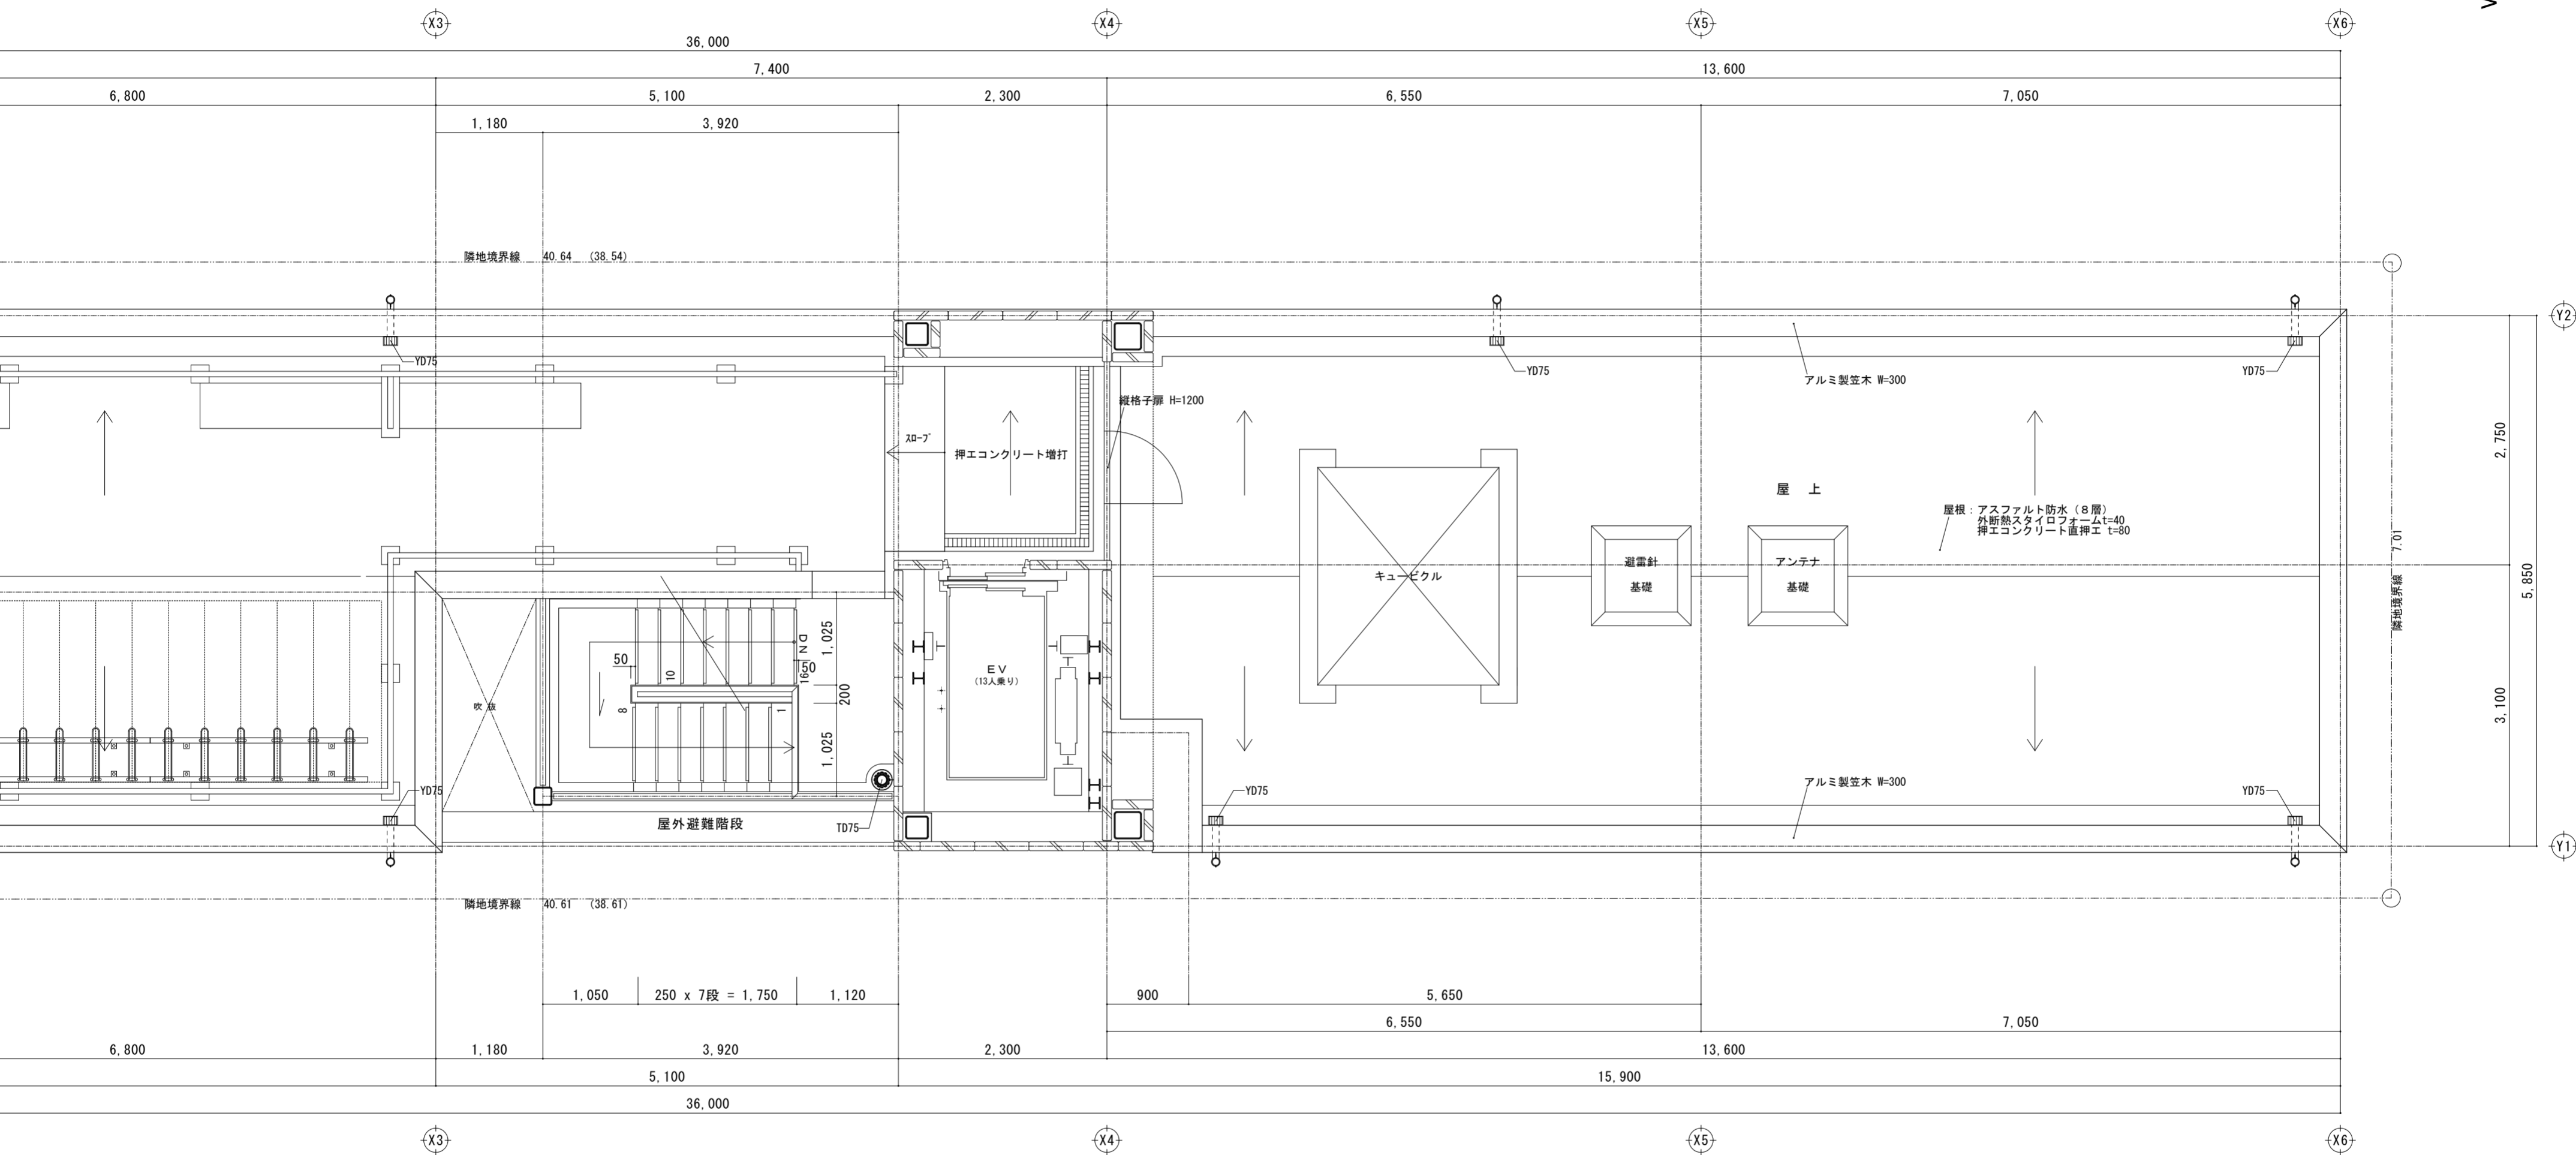 X3
X4
X5
X6
36,000
7,400
13,600
6,800
5,100
2,300
6,550
7,050
1,180
3,920
隣地境界線 40.64 (38.54)
Y2
YD75
YD75
YD75
アルミ製笠木 W=300
縦格子扉 H=1200
スロープ
押エコンクリート増打
2,750
屋 上
屋根：アスファルト防水（８層）
外断熱スタイロフォームt=40
押エコンクリート直押エ t=80
隣地境界線 7.01
避雷針
基礎
アンテナ
基礎
キュービクル
5,850
DN
1,025
50
10
16
50
EV
(13人乗り)
200
吹 抜
8
1
3,100
1,025
アルミ製笠木 W=300
YD75
YD75
YD75
屋外避難階段
TD75
Y1
隣地境界線 40.61 (38.61)
1,050
250 x 7段 = 1,750
1,120
900
5,650
6,550
7,050
6,800
1,180
3,920
2,300
13,600
5,100
15,900
36,000
X3
X4
X5
X6